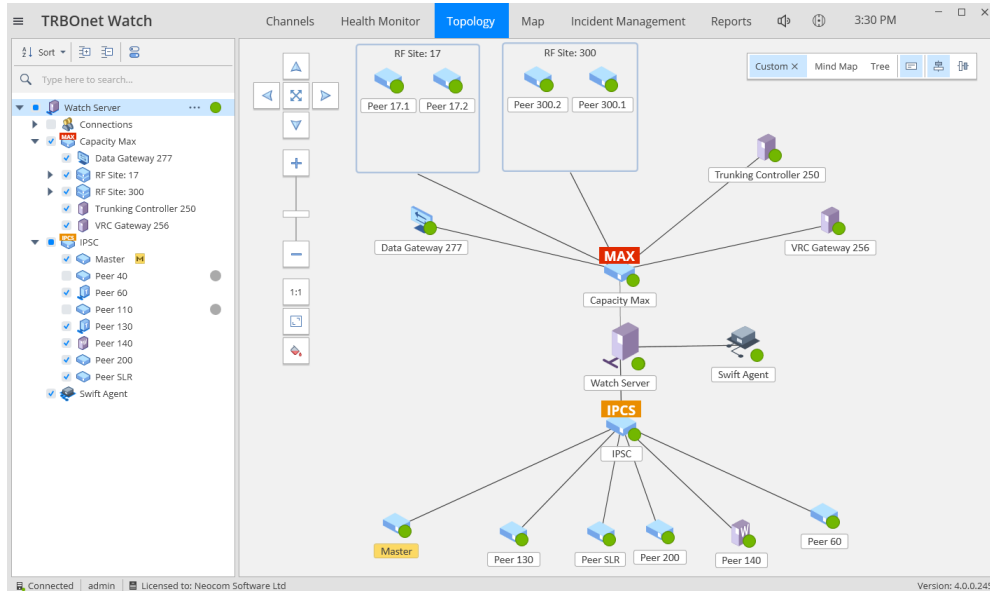 TRBOnet Watch
Channels
Health Monitor
Topology
Map
Incident Management
Reports
3:30 PM
Sort
Type here to search...
Watch Server
Connections
MAX
Capacity Max
Data Gateway 277
RF Site: 17
RF Site: 300
Trunking Controller 250
VRC Gateway 256
IPCS
IPSC
Master M
Peer 40
Peer 60
Peer 110
Peer 130
Peer 140
Peer 200
Peer SLR
Swift Agent
1:1
Custom
Mind Map
Tree
RF Site: 17
Peer 17.1
Peer 17.2
RF Site: 300
Peer 300.2
Peer 300.1
Trunking Controller 250
Data Gateway 277
VRC Gateway 256
MAX
Capacity Max
Watch Server
Swift Agent
IPCS
IPSC
Master
Peer 130
Peer SLR
Peer 200
W
Peer 140
Peer 60
Connected
admin
Licensed to: Neocom Software Ltd
Version: 4.0.0.245